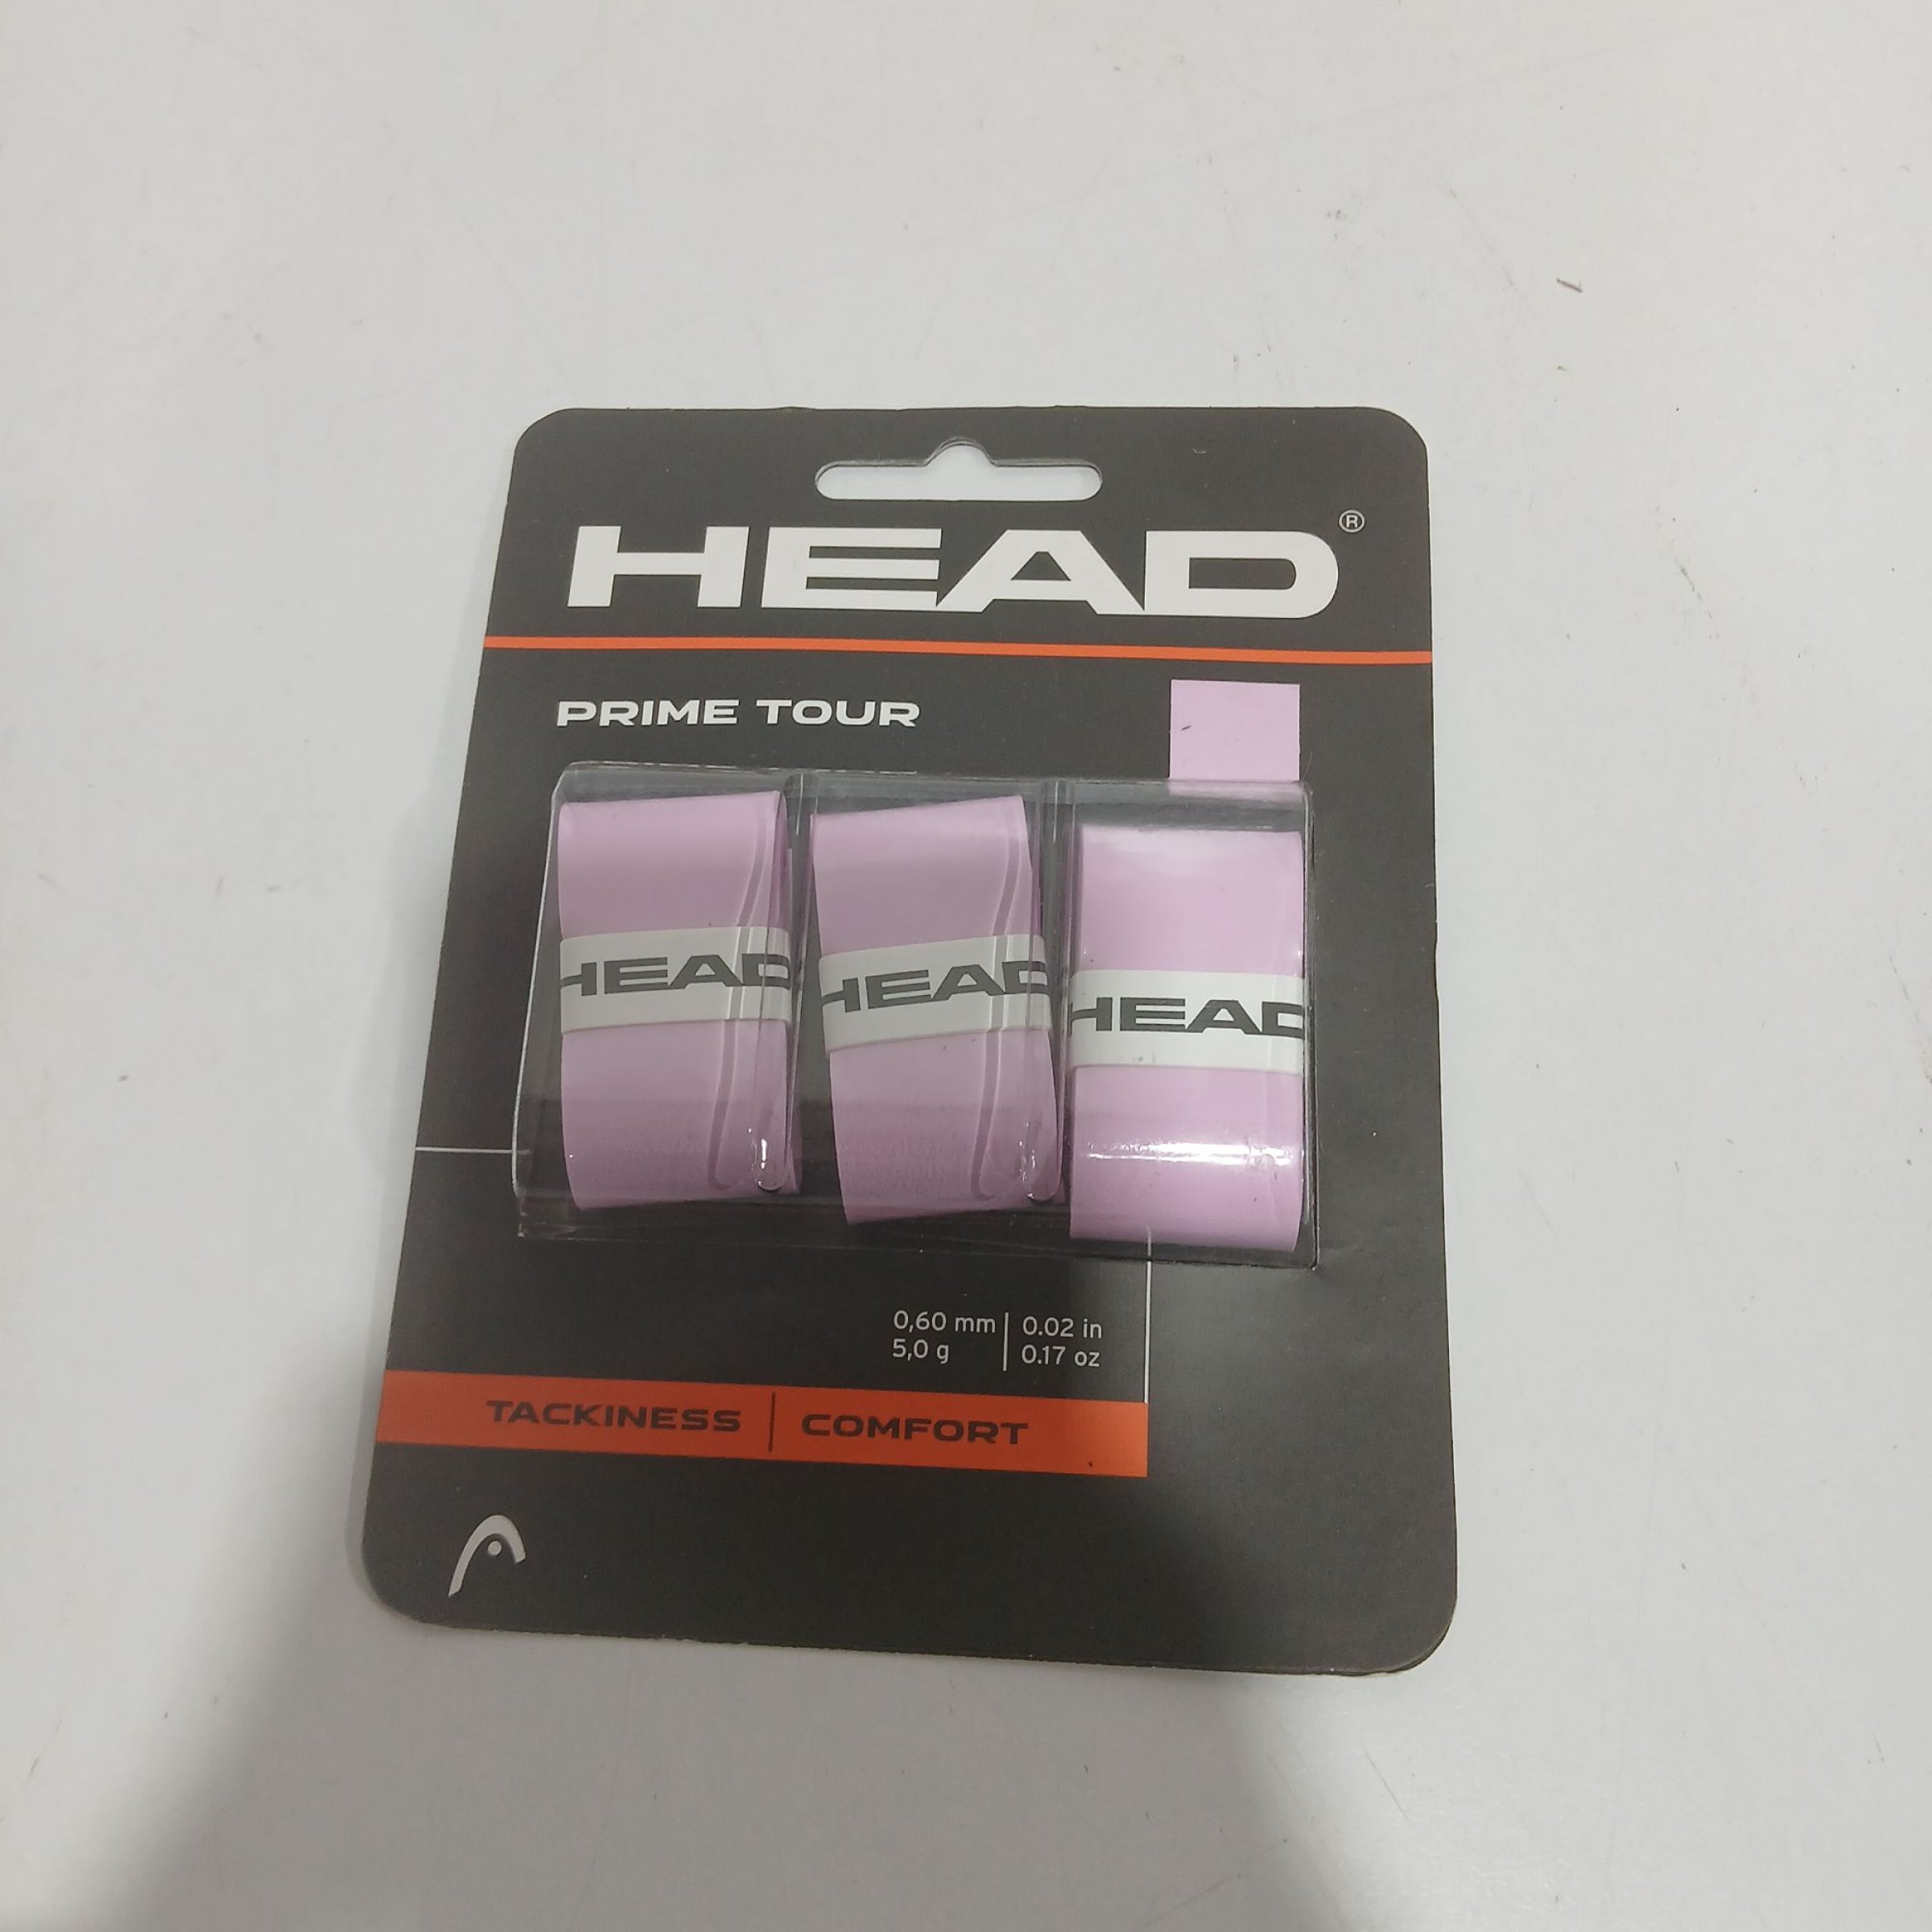 HEAD®
PRIME TOUR
HEAD
HEAD
HEAD
0,60 mm | 0.02 in
5,0 g | 0.17 oz
TACKINESS | COMFORT